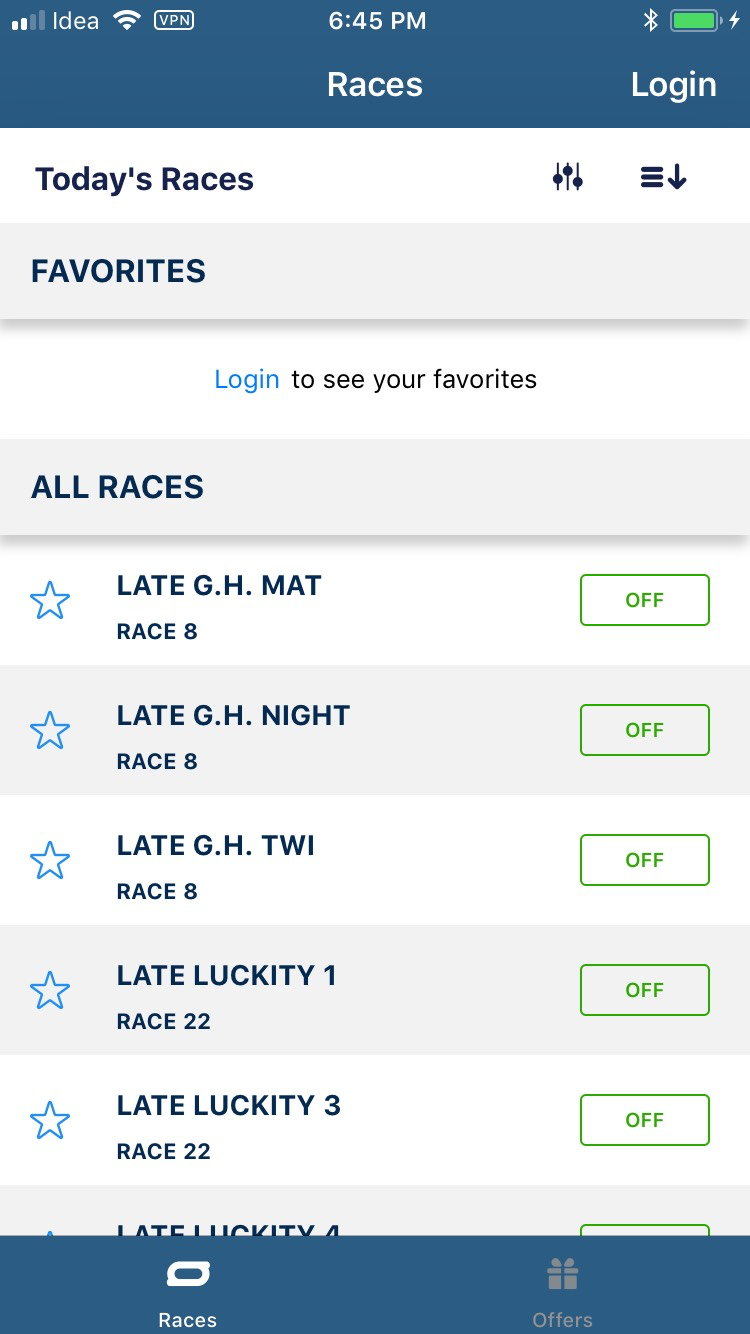 Idea VPN 6:45 PM
Races Login
Today's Races
FAVORITES
Login to see your favorites
ALL RACES
LATE G.H. MAT
OFF
RACE 8
LATE G.H. NIGHT
OFF
RACE 8
LATE G.H. TWI
OFF
RACE 8
LATE LUCKITY 1
OFF
RACE 22
LATE LUCKITY 3
OFF
RACE 22
LATE LUCKITY 4
Races Offers